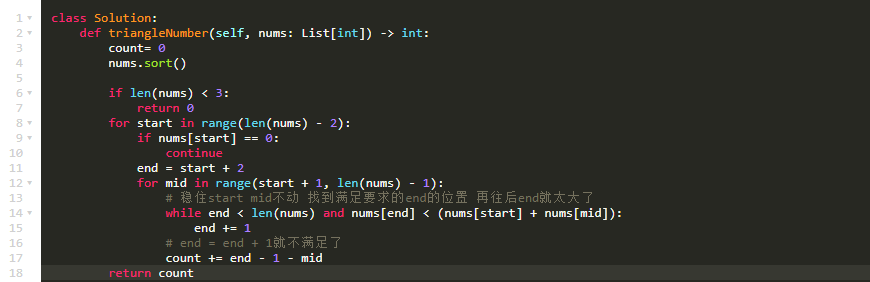 1 class Solution:
2 def triangleNumber(self, nums: List[int]) -> int:
3 count= 0
4 nums.sort()
5
6 if len(nums) < 3:
7 return 0
8 for start in range(len(nums) - 2):
9 if nums[start] == 0:
10 continue
11 end = start + 2
12 for mid in range(start + 1, len(nums) - 1):
13 # 稳住start mid不动 找到满足要求的end的位置 再往后end就太大了
14 while end < len(nums) and nums[end] < (nums[start] + nums[mid]):
15 end += 1
16 # end = end + 1就不满足了
17 count += end - 1 - mid
18 return count